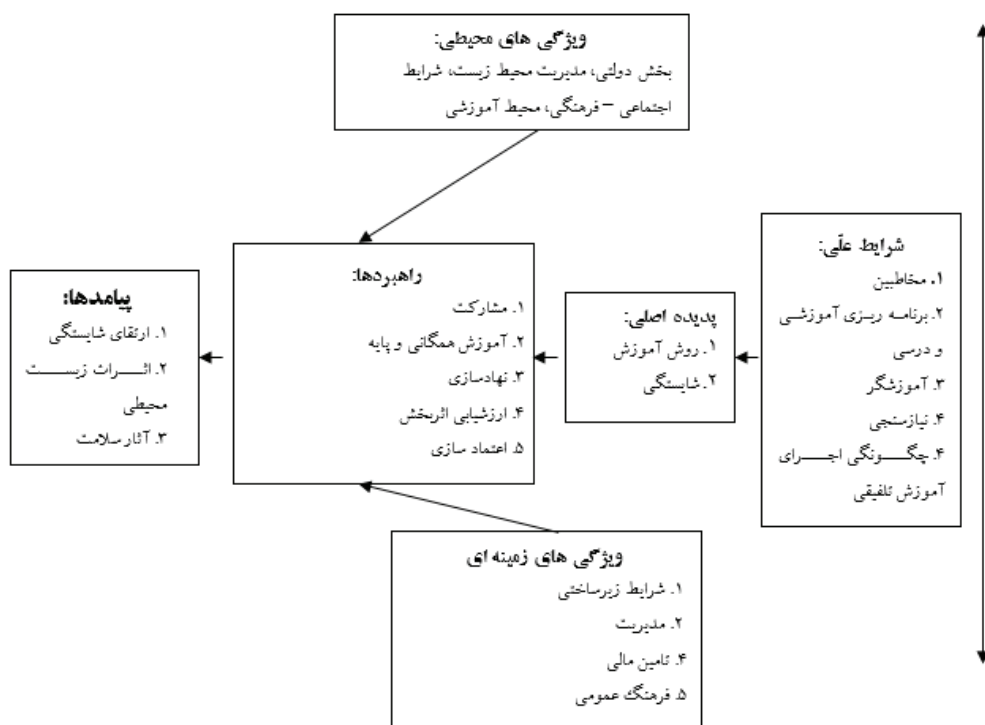 ویژگی های محیطی:
بخش دولتی، مدیریت محیط زیست، شرایط
اجتماعی – فرهنگی، محیط آموزشی
شرایط علّی:
۱. مخاطبین
۲. برنامه ریزی آموزشی
و درسی
۳. آموزشگر
۴. نیازسنجی
۴. چگونگی اجرای
آموزش تلفیقی
پدیده اصلی:
۱. روش آموزش
۲. شایستگی
راهبردها:
۱. مشارکت
۲. آموزش همگانی و پایه
۳. نهادسازی
۴. ارزشیابی اثربخش
۵. اعتماد سازی
پیامدها:
۱. ارتقای شایستگی
۲. اثرات زیست
محیطی
۳. آثار سلامت
ویژگی های زمینه ای
۱. شرایط زیرساختی
۲. مدیریت
۴. تامین مالی
۵. فرهنگ عمومی